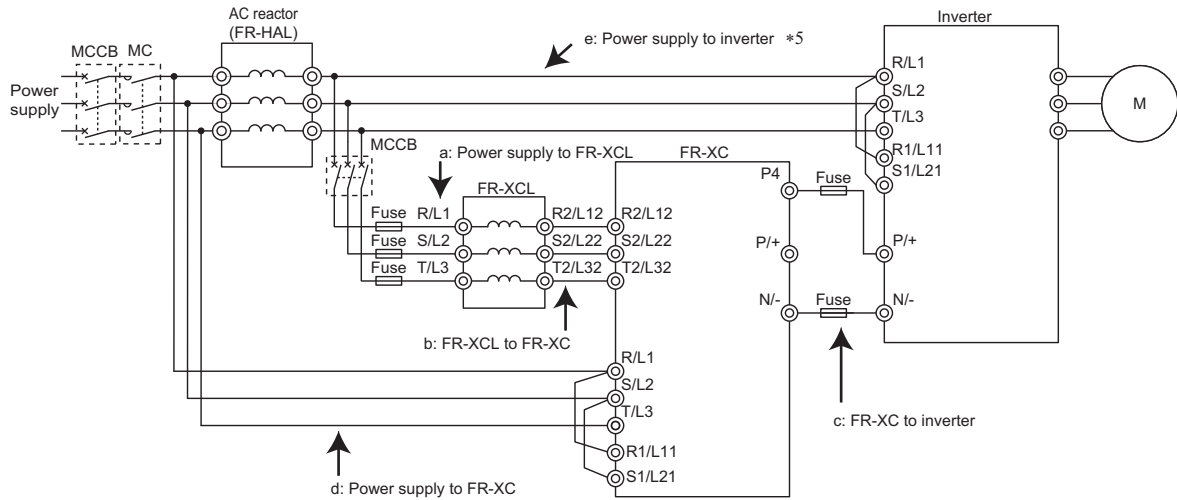 AC reactor
(FR-HAL)
Inverter
MCCB MC
e: Power supply to inverter *5
Power
supply
R/L1
S/L2
T/L3
R1/L11
S1/L21
P/+
N/-
M
MCCB
a: Power supply to FR-XCL
FR-XC
P4
Fuse
FR-XCL
Fuse R/L1
R2/L12 R2/L12
Fuse S/L2
S2/L22 S2/L22
P/+
Fuse T/L3
T2/L32 T2/L32
N/-
Fuse
b: FR-XCL to FR-XC
R/L1
S/L2
T/L3
R1/L11
S1/L21
c: FR-XC to inverter
d: Power supply to FR-XC